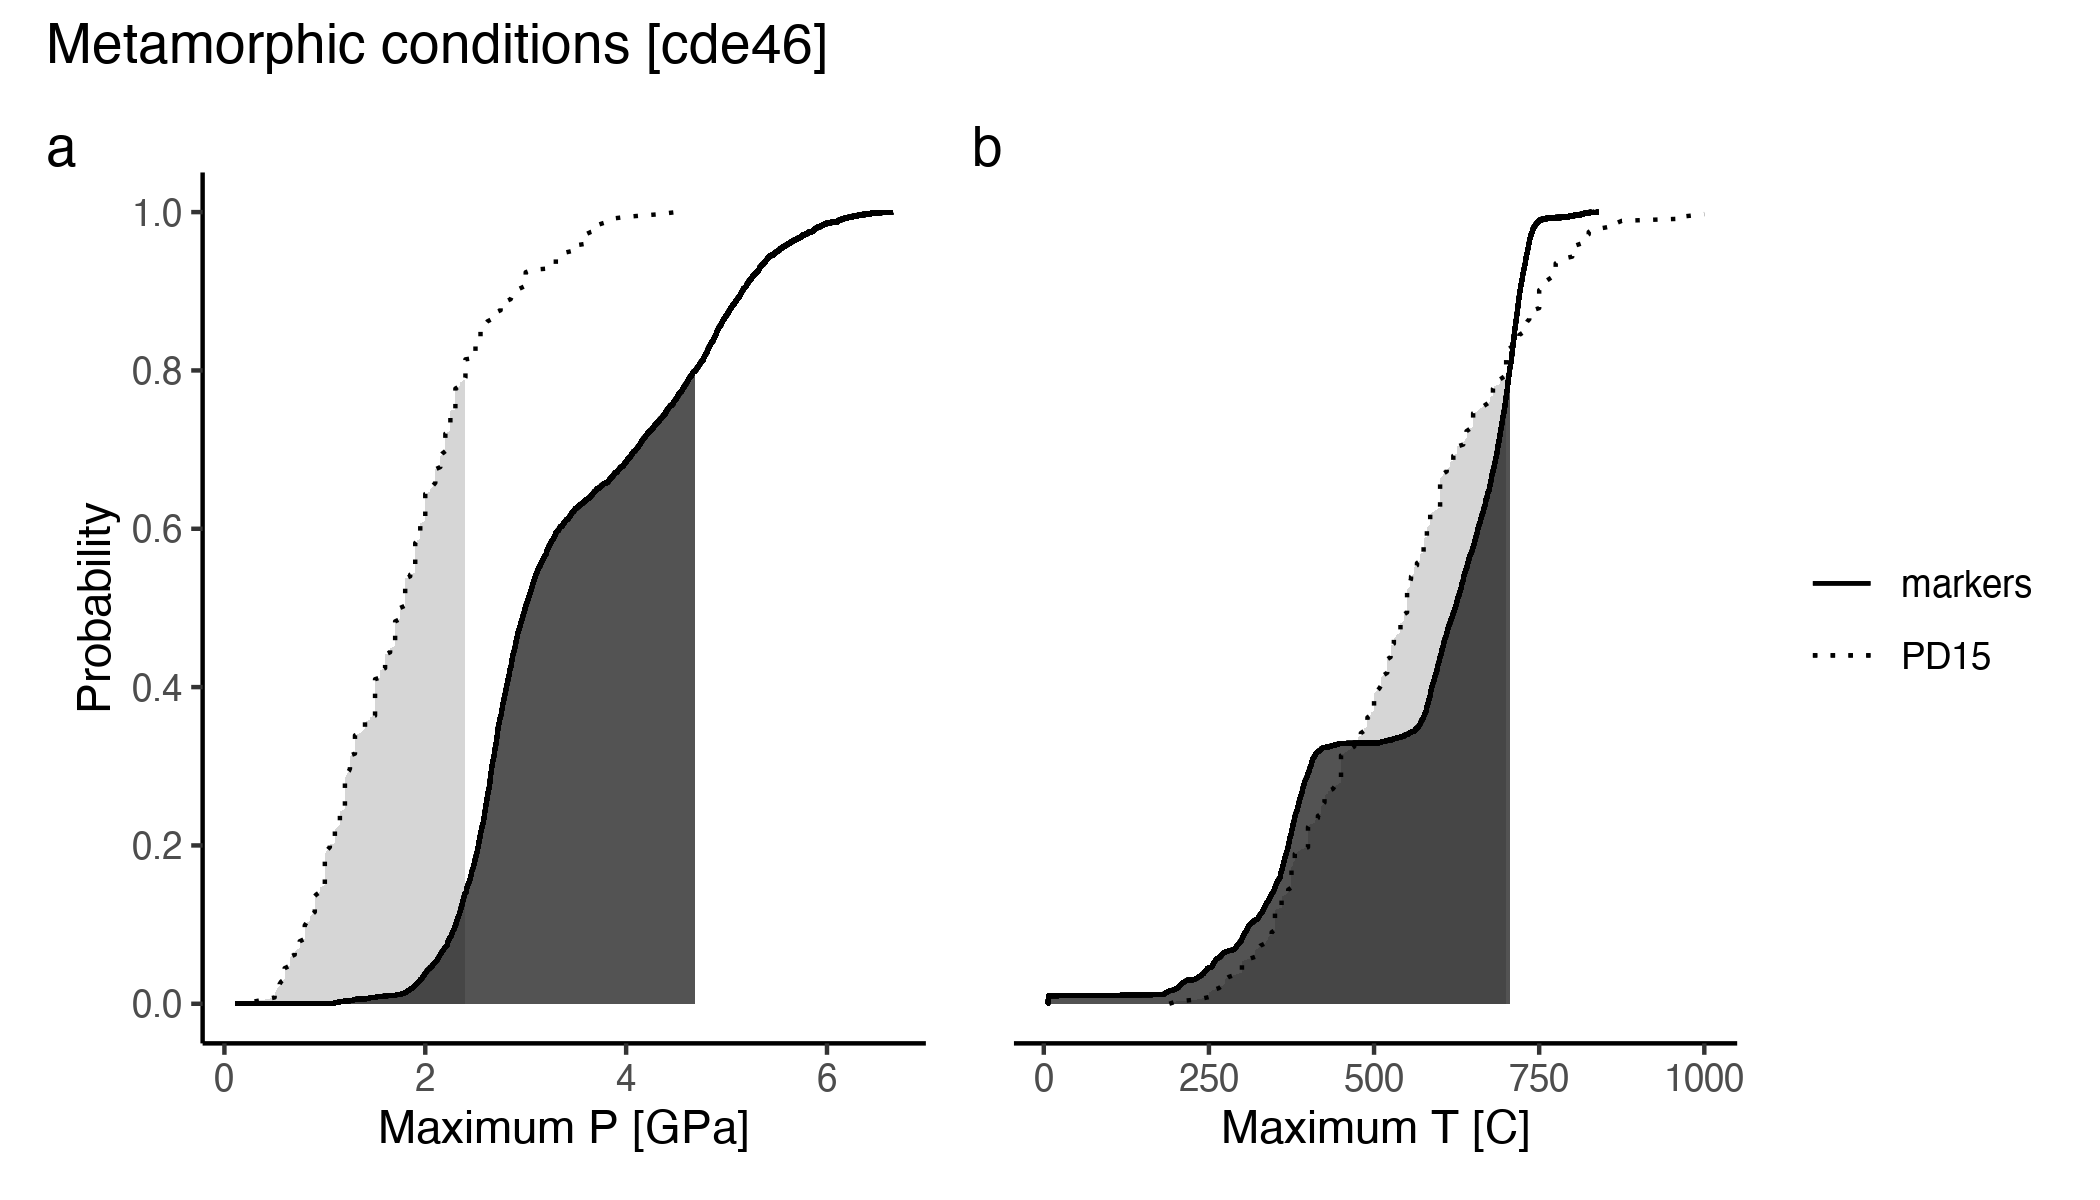 Metamorphic conditions [cde46]
a
b
Probability
1.0
0.8
0.6
0.4
0.2
0.0
0 2 4 6
Maximum P [GPa]
0 250 500 750 1000
Maximum T [C]
markers
PD15